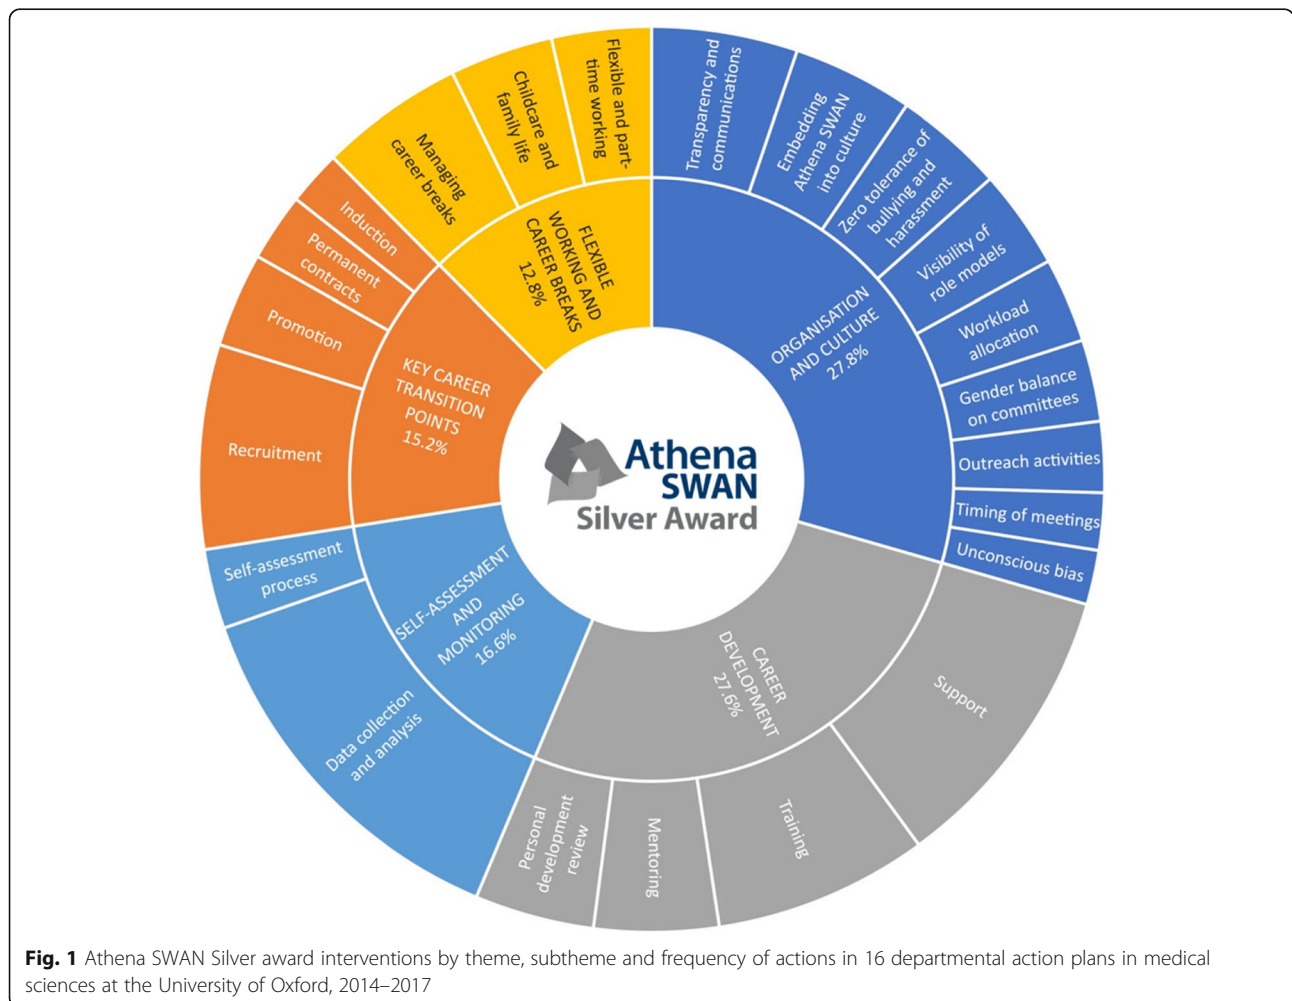 Transparency and
communications
Embedding
Athena SWAN
into culture
Zero tolerance of
bullying and
harassment
Visibility of
role models
Workload
allocation
Gender balance
on committees
Outreach activities
Timing of meetings
Unconscious bias
ORGANISATION
AND CULTURE
27.8%
Support
Training
Mentoring
Personal
development
review
CAREER
DEVELOPMENT
27.6%
Data collection
and analysis
Self-assessment
process
SELF-ASSESSMENT
AND
MONITORING
16.6%
Recruitment
Promotion
Permanent
contracts
Induction
KEY CAREER
TRANSITION
POINTS
15.2%
Managing
career breaks
Childcare and
family life
Flexible and part-
time working
FLEXIBLE
WORKING AND
CAREER BREAKS
12.8%
Athena
SWAN
Silver Award
Fig. 1 Athena SWAN Silver award interventions by theme, subtheme and frequency of actions in 16 departmental action plans in medical
sciences at the University of Oxford, 2014–2017